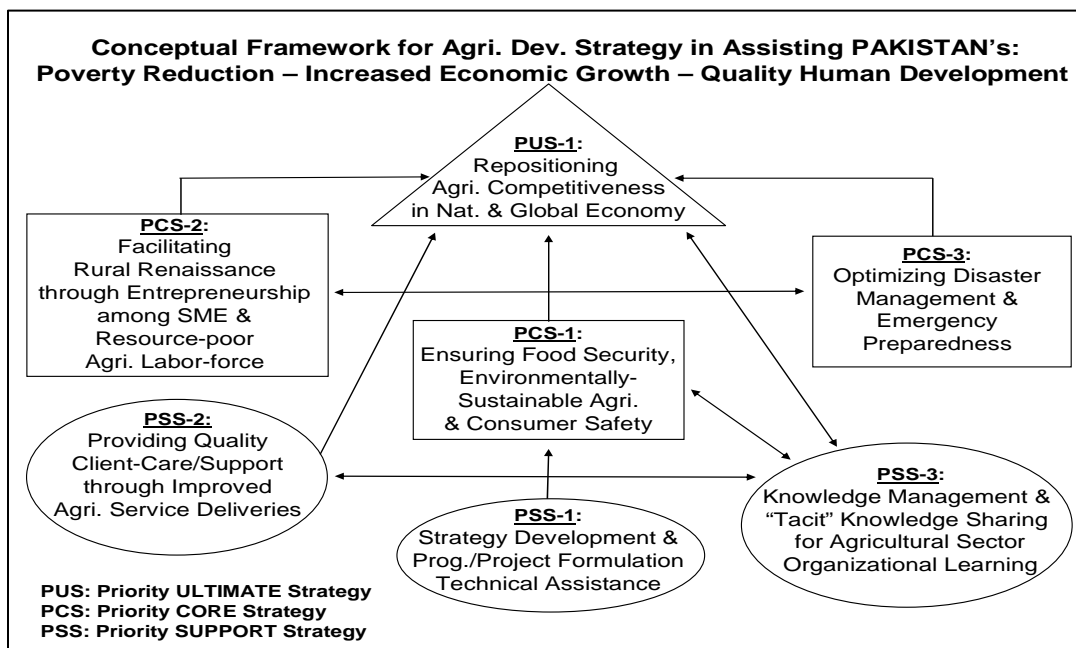 Conceptual Framework for Agri. Dev. Strategy in Assisting PAKISTAN's:
Poverty Reduction – Increased Economic Growth – Quality Human Development
PUS-1:
Repositioning
Agri. Competitiveness
in Nat. & Global Economy
PCS-2:
Facilitating
Rural Renaissance
through Entrepreneurship
among SME &
Resource-poor
Agri. Labor-force
PCS-3:
Optimizing Disaster
Management &
Emergency
Preparedness
PCS-1:
Ensuring Food Security,
Environmentally-
Sustainable Agri.
& Consumer Safety
PSS-2:
Providing Quality
Client-Care/Support
through Improved
Agri. Service Deliveries
PSS-1:
Strategy Development &
Prog./Project Formulation
Technical Assistance
PSS-3:
Knowledge Management &
“Tacit” Knowledge Sharing
for Agricultural Sector
Organizational Learning
PUS: Priority ULTIMATE Strategy
PCS: Priority CORE Strategy
PSS: Priority SUPPORT Strategy